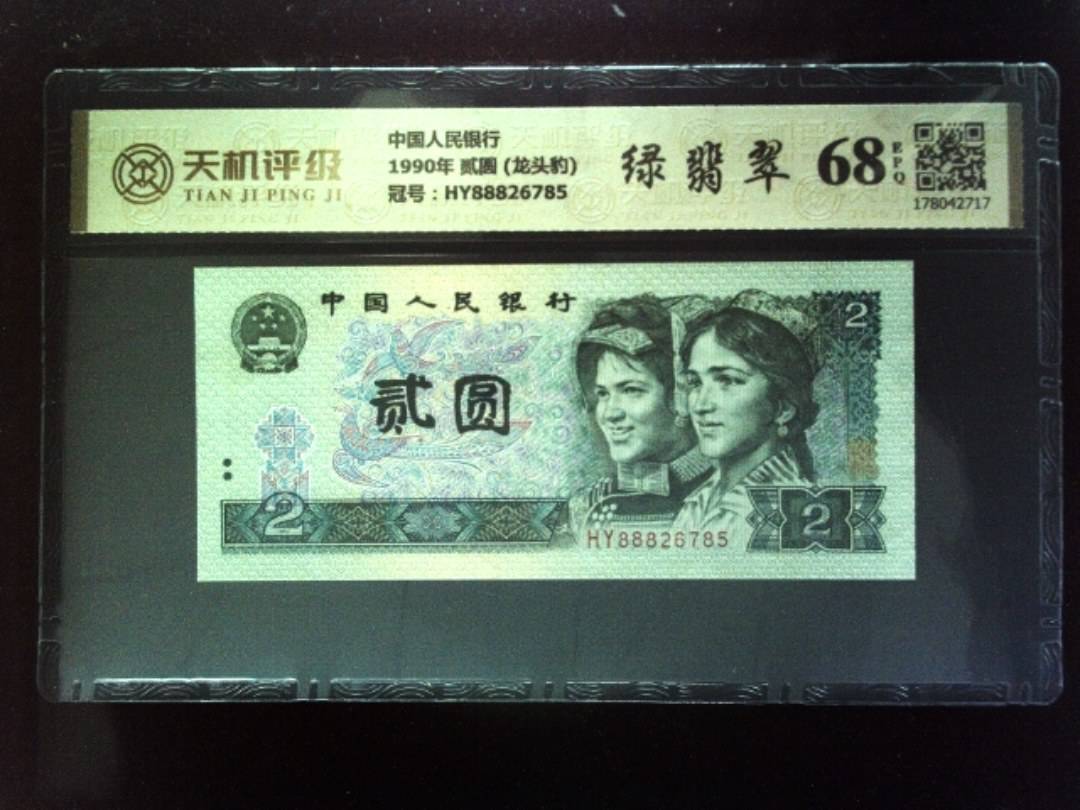 天机评级
TIAN JI PING JI
中国人民银行
1990年 贰圆 (龙头豹)
冠号：HY88826785
绿翡翠
68
EPQ
178042717
中国人民银行
2
贰圆
2
HY88826785
2